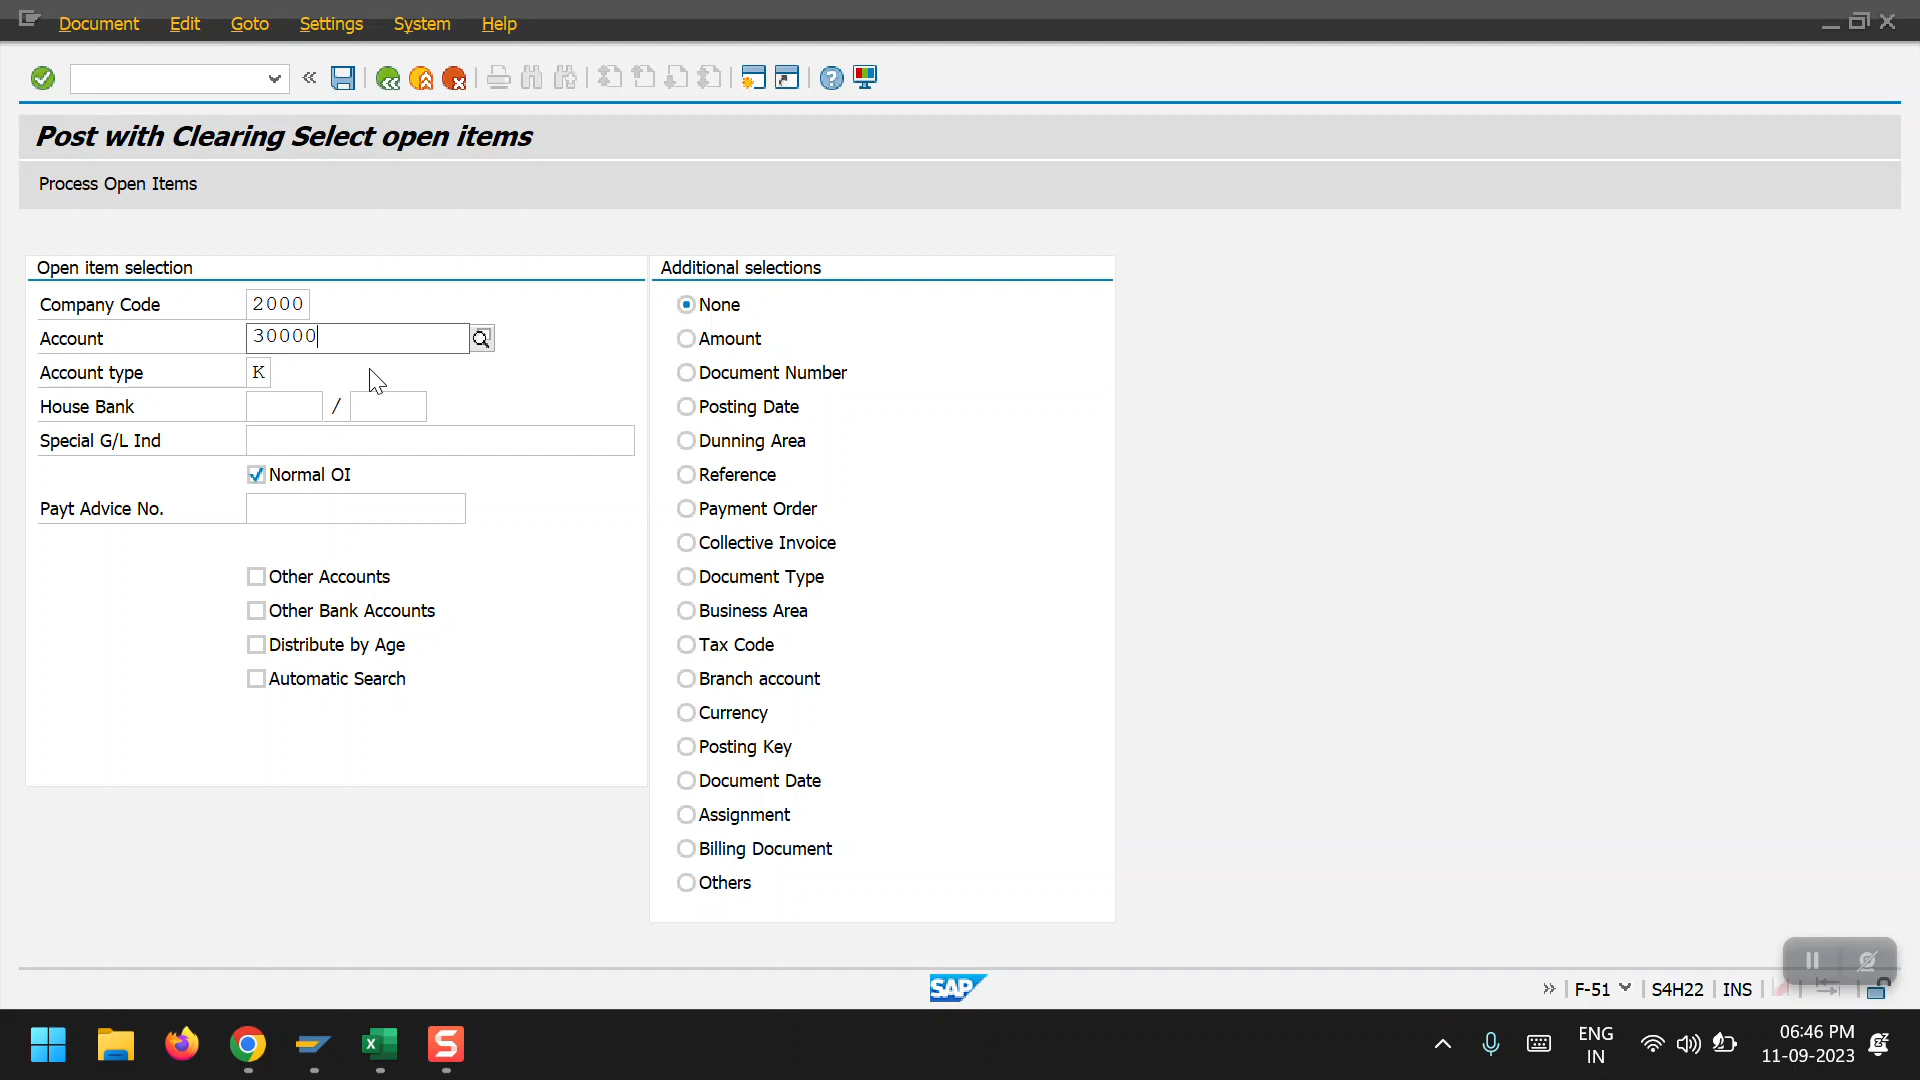 Document Edit Goto Settings System Help
Post with Clearing Select open items
Process Open Items
Open item selection
Company Code 2000
Account 30000
Account type K
House Bank /
Special G/L Ind
Normal OI
Payt Advice No.
Other Accounts
Other Bank Accounts
Distribute by Age
Automatic Search
Additional selections
None
Amount
Document Number
Posting Date
Dunning Area
Reference
Payment Order
Collective Invoice
Document Type
Business Area
Tax Code
Branch account
Currency
Posting Key
Document Date
Assignment
Billing Document
Others
SAP
F-51 S4H22 INS
ENG
IN
06:46 PM
11-09-2023